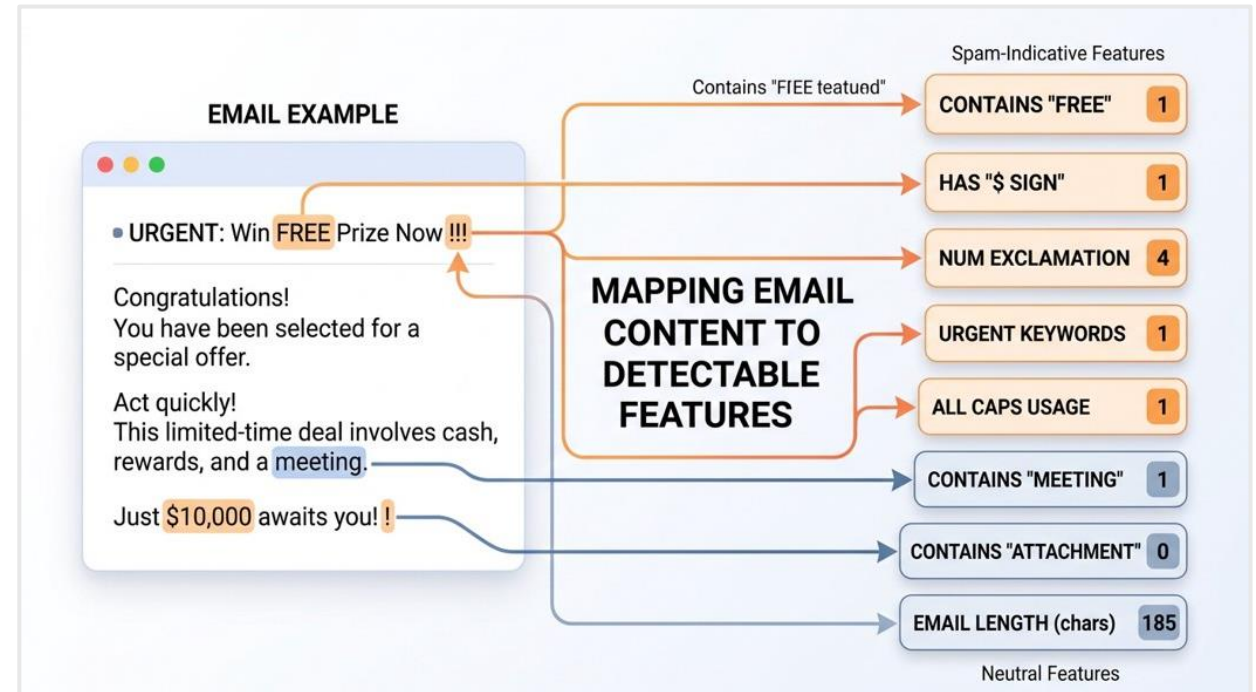 EMAIL EXAMPLE
• URGENT: Win FREE Prize Now !!!
Congratulations!
You have been selected for a
special offer.
Act quickly!
This limited-time deal involves cash,
rewards, and a meeting.
Just $10,000 awaits you! !
MAPPING EMAIL
CONTENT TO
DETECTABLE
FEATURES
Contains "FIEE teatued"
Spam-Indicative Features
CONTAINS "FREE" 1
HAS "$ SIGN" 1
NUM EXCLAMATION 4
URGENT KEYWORDS 1
ALL CAPS USAGE 1
CONTAINS "MEETING" 1
CONTAINS "ATTACHMENT" 0
EMAIL LENGTH (chars) 185
Neutral Features